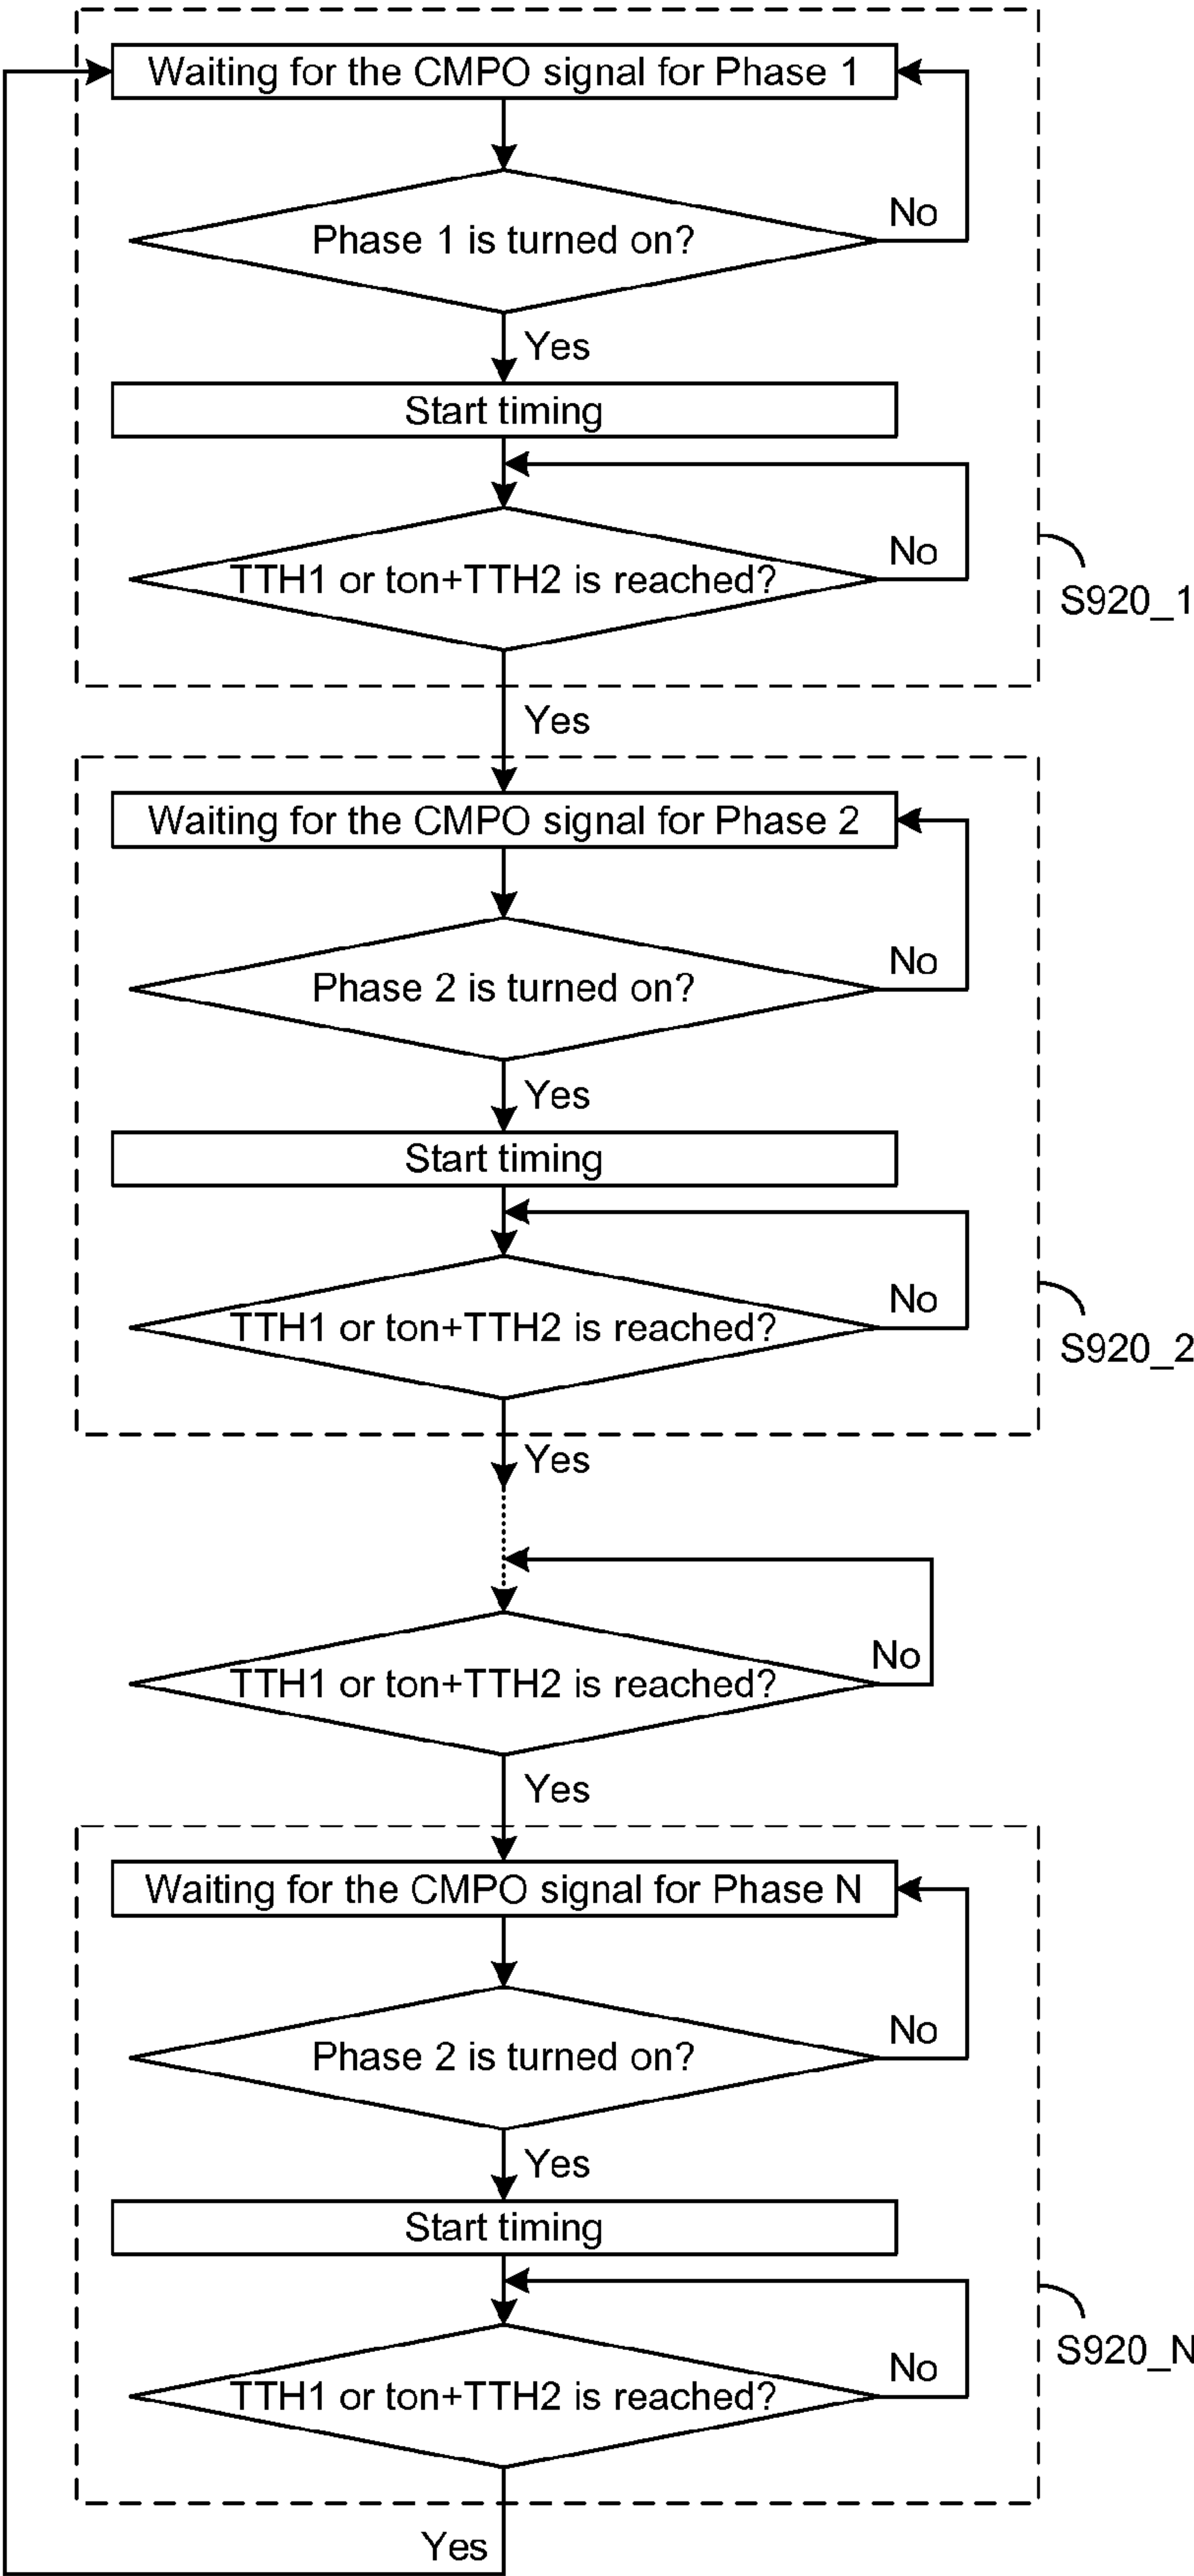 Waiting for the CMPO signal for Phase 1
No
Phase 1 is turned on?
Yes
Start timing
No
TTH1 or ton+TTH2 is reached?
S920_1
Yes
Waiting for the CMPO signal for Phase 2
No
Phase 2 is turned on?
Yes
Start timing
No
TTH1 or ton+TTH2 is reached?
S920_2
Yes
No
TTH1 or ton+TTH2 is reached?
Yes
Waiting for the CMPO signal for Phase N
No
Phase 2 is turned on?
Yes
Start timing
No
TTH1 or ton+TTH2 is reached?
S920_N
Yes